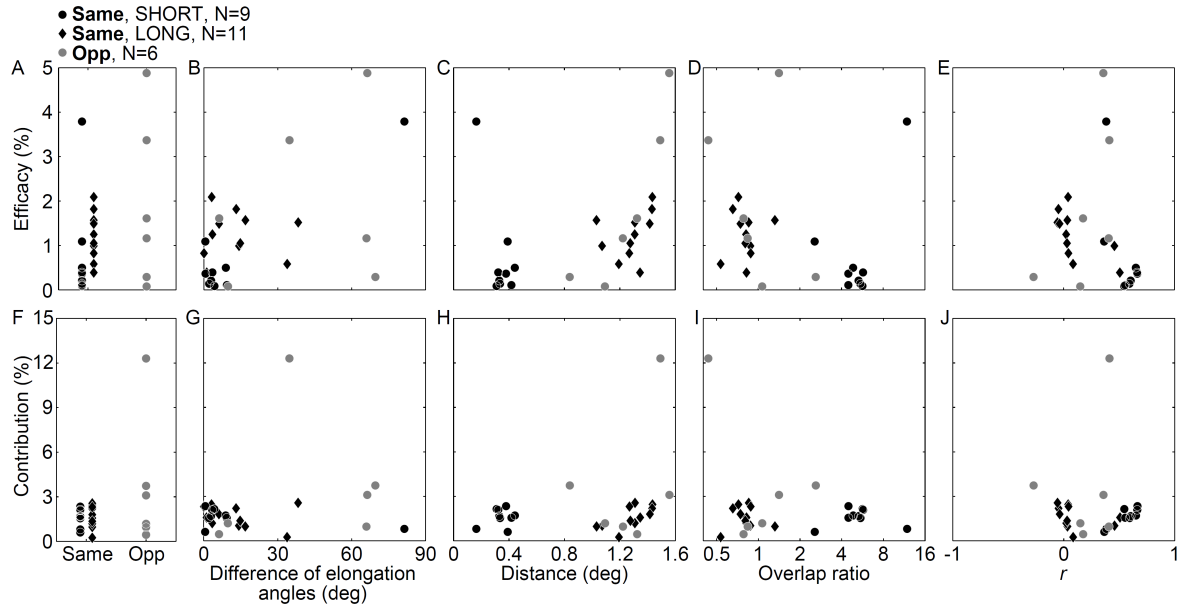 Same, SHORT, N=9
Same, LONG, N=11
Opp, N=6
A B C D E
Efficacy (%)
5
4
3
2
1
0
F G H I J
Contribution (%)
15
12
9
6
3
0
Same Opp
0 30 60 90
Difference of elongation
angles (deg)
0 0.4 0.8 1.2 1.6
Distance (deg)
0.5 1 2 4 8 16
Overlap ratio
-1 0 1
r